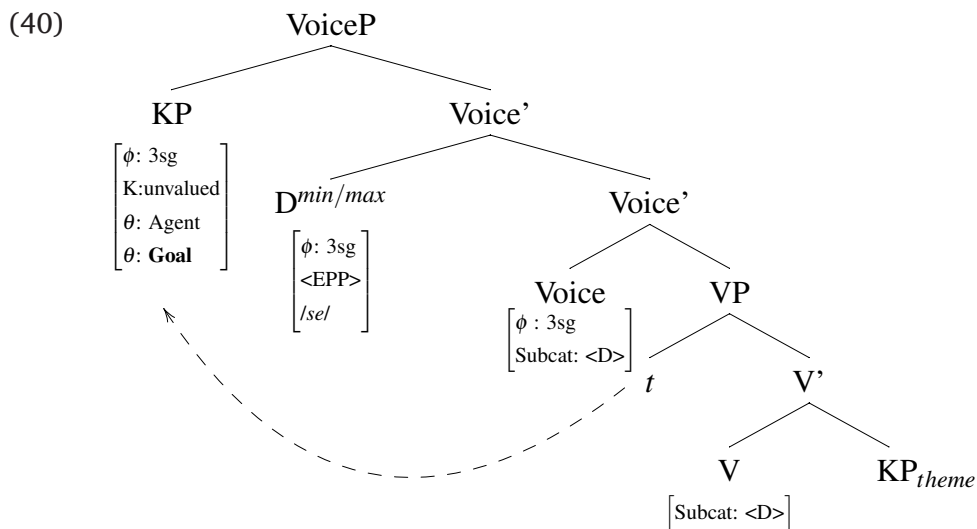 (40)
VoiceP
KP
Voice’
ϕ: 3sg
K:unvalued
θ: Agent
θ: Goal
D^min/max
Voice’
ϕ: 3sg
<EPP>
/se/
Voice
VP
ϕ : 3sg
Subcat: <D>
t
V’
V
KP_theme
Subcat: <D>